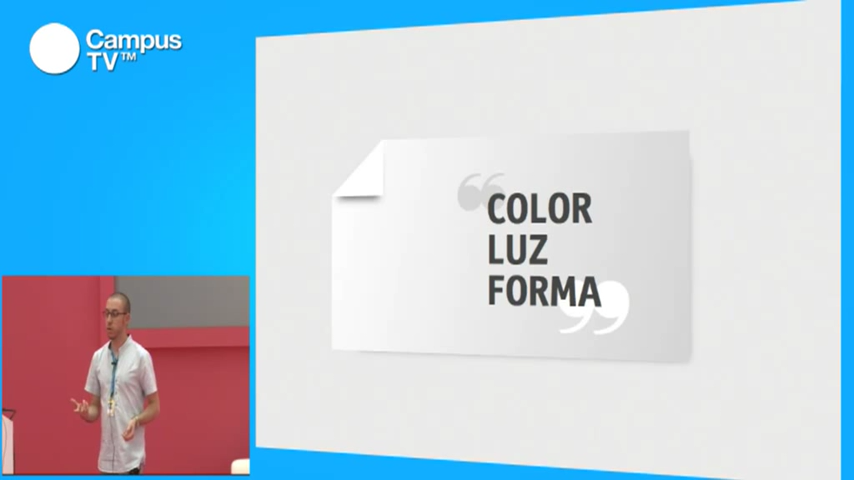 Campus
TV™
“COLOR
LUZ
FORMA”